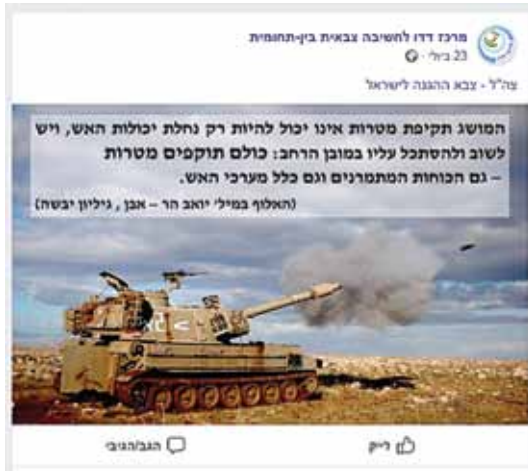 מרכז דדו לחשיבה צבאית בין-תחומית
23 ביולי
צה"ל - צבא ההגנה לישראל
המושג תקיפת מטרות אינו יכול להיות רק נחלת יכולות האש, ויש
לשוב ולהסתכל עליו במובן הרחב: כולם תוקפים מטרות
– גם הכוחות המתמרנים וגם כלל מערכי האש.
(האלוף במיל' יואב הר – אבן, גיליון יבשה)
לייק
הגב/הגיבי